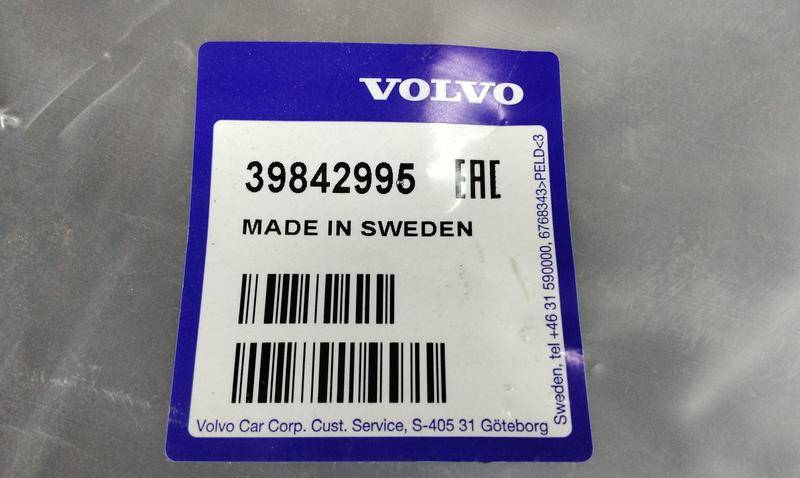 VOLVO
39842995 EAC
MADE IN SWEDEN
Volvo Car Corp. Cust. Service, S-405 31 Göteborg
Sweden, tel +46 31 590000, 6768343>PELD<3